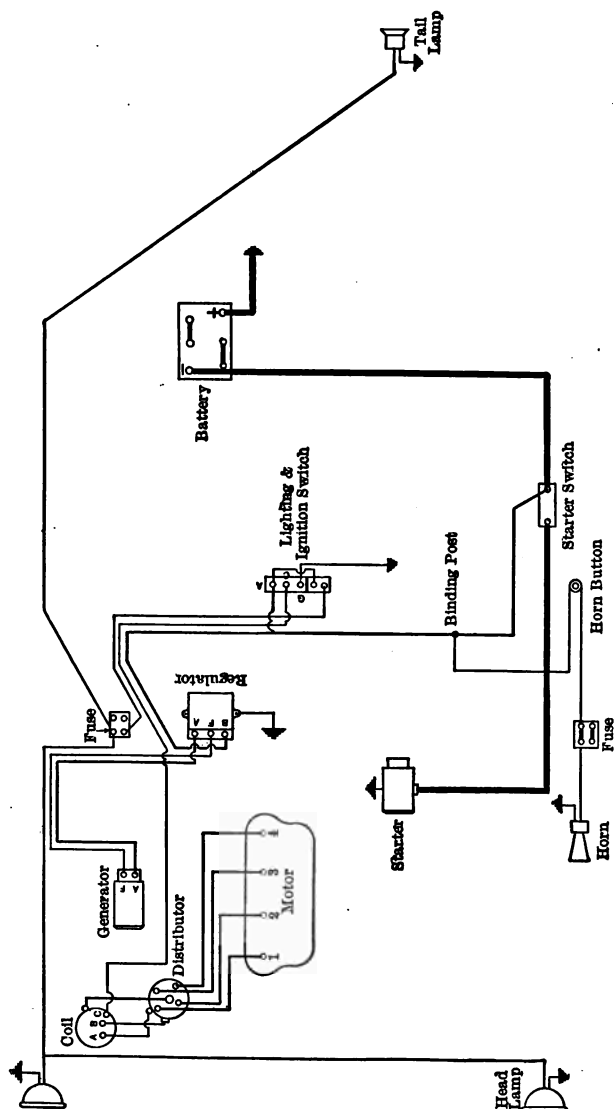 Tail
Lamp
+
−
Battery
Lighting &
Ignition Switch
A
G
Binding Post
Starter Switch
Horn Button
Fuse
Regulator
A
F
B
Fuse
Starter
Horn
Generator
F
A
Motor
1
2
3
4
Distributor
Coil
A
B
C
Head
Lamp